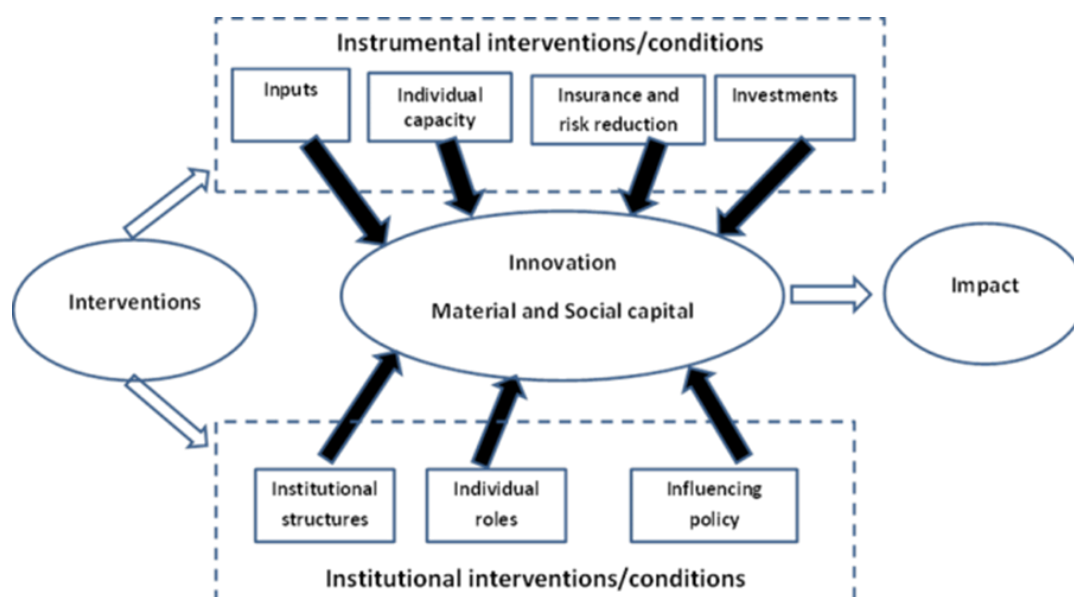 Instrumental interventions/conditions
Inputs
Individual
capacity
Insurance and
risk reduction
Investments
Interventions
Innovation
Material and Social capital
Impact
Institutional
structures
Individual
roles
Influencing
policy
Institutional interventions/conditions